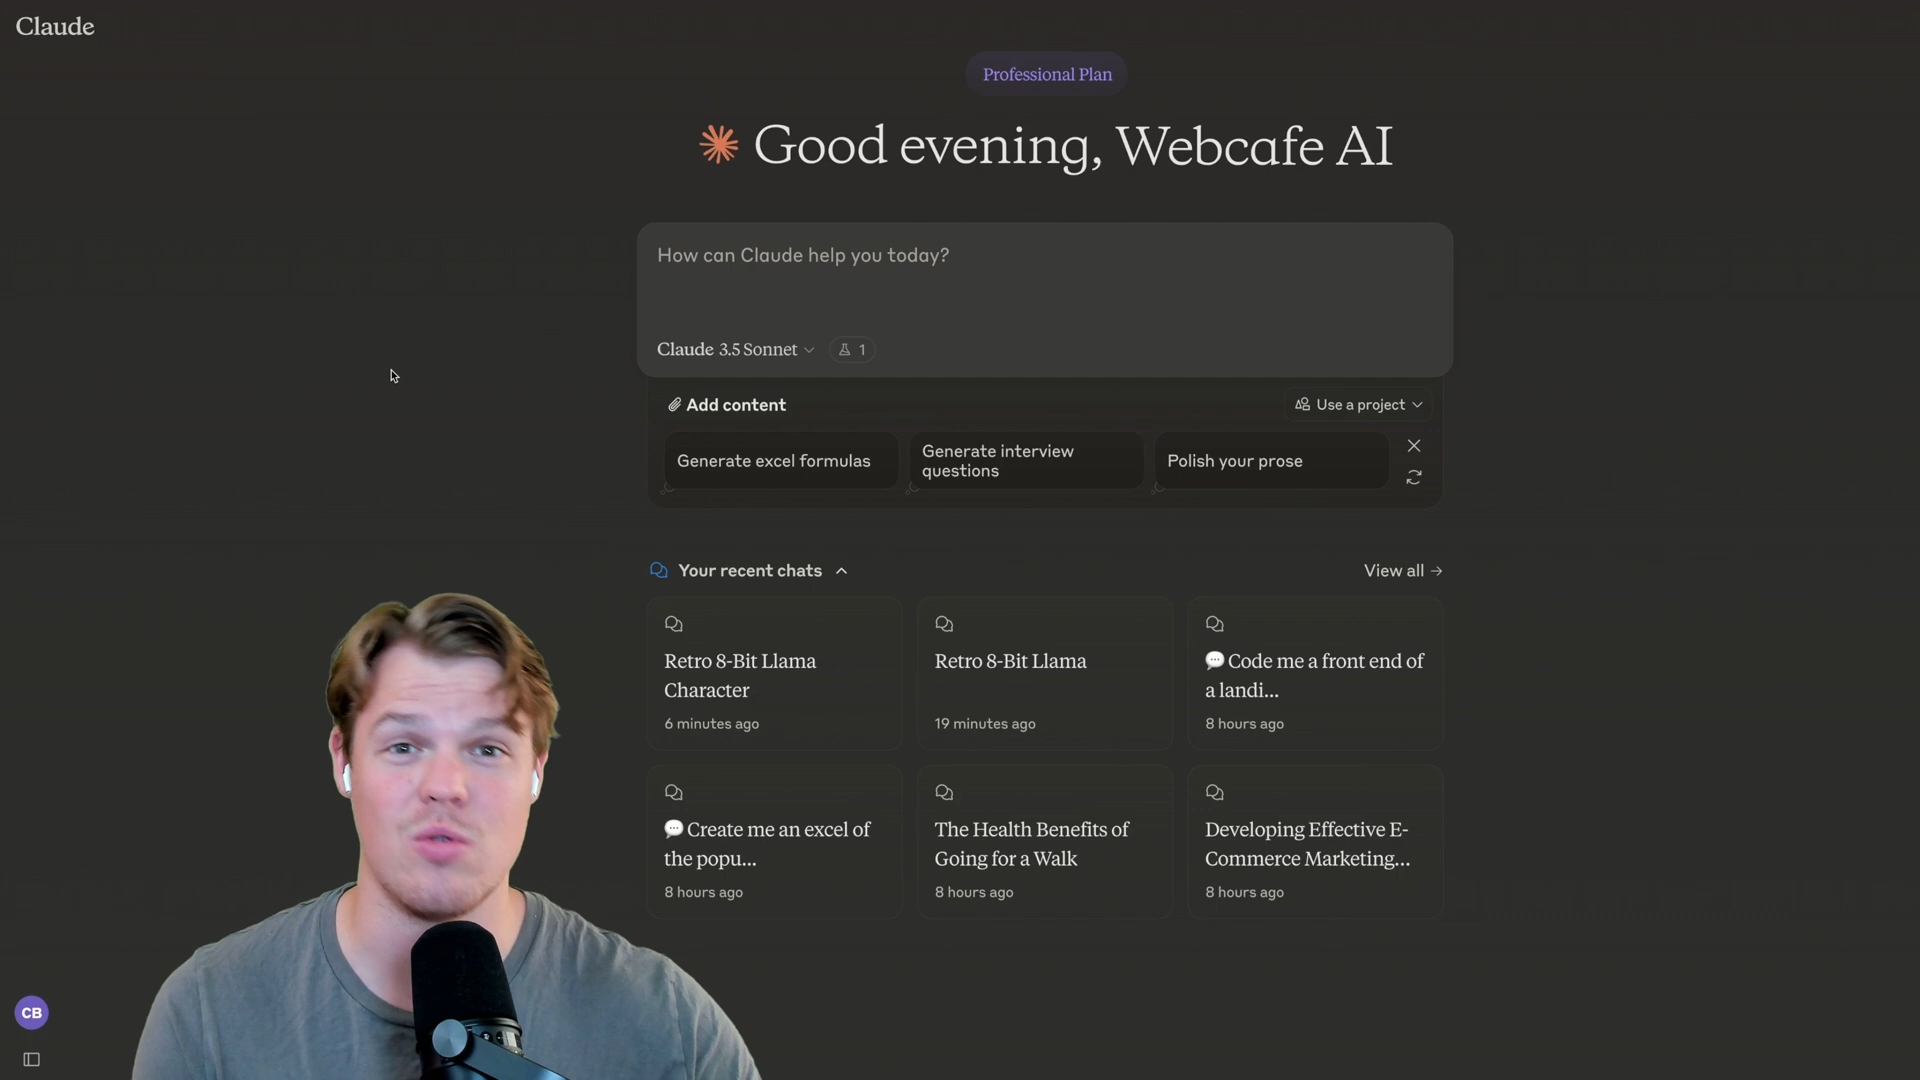 Claude
Professional Plan
Good evening, Webcafe AI
How can Claude help you today?
Claude 3.5 Sonnet
1
Add content
Use a project
Generate excel formulas
Generate interview
questions
Polish your prose
Your recent chats
View all
Retro 8-Bit Llama
Character
6 minutes ago
Retro 8-Bit Llama
19 minutes ago
Code me a front end of
a landi...
8 hours ago
Create me an excel of
the popu...
8 hours ago
The Health Benefits of
Going for a Walk
8 hours ago
Developing Effective E-
Commerce Marketing...
8 hours ago
CB